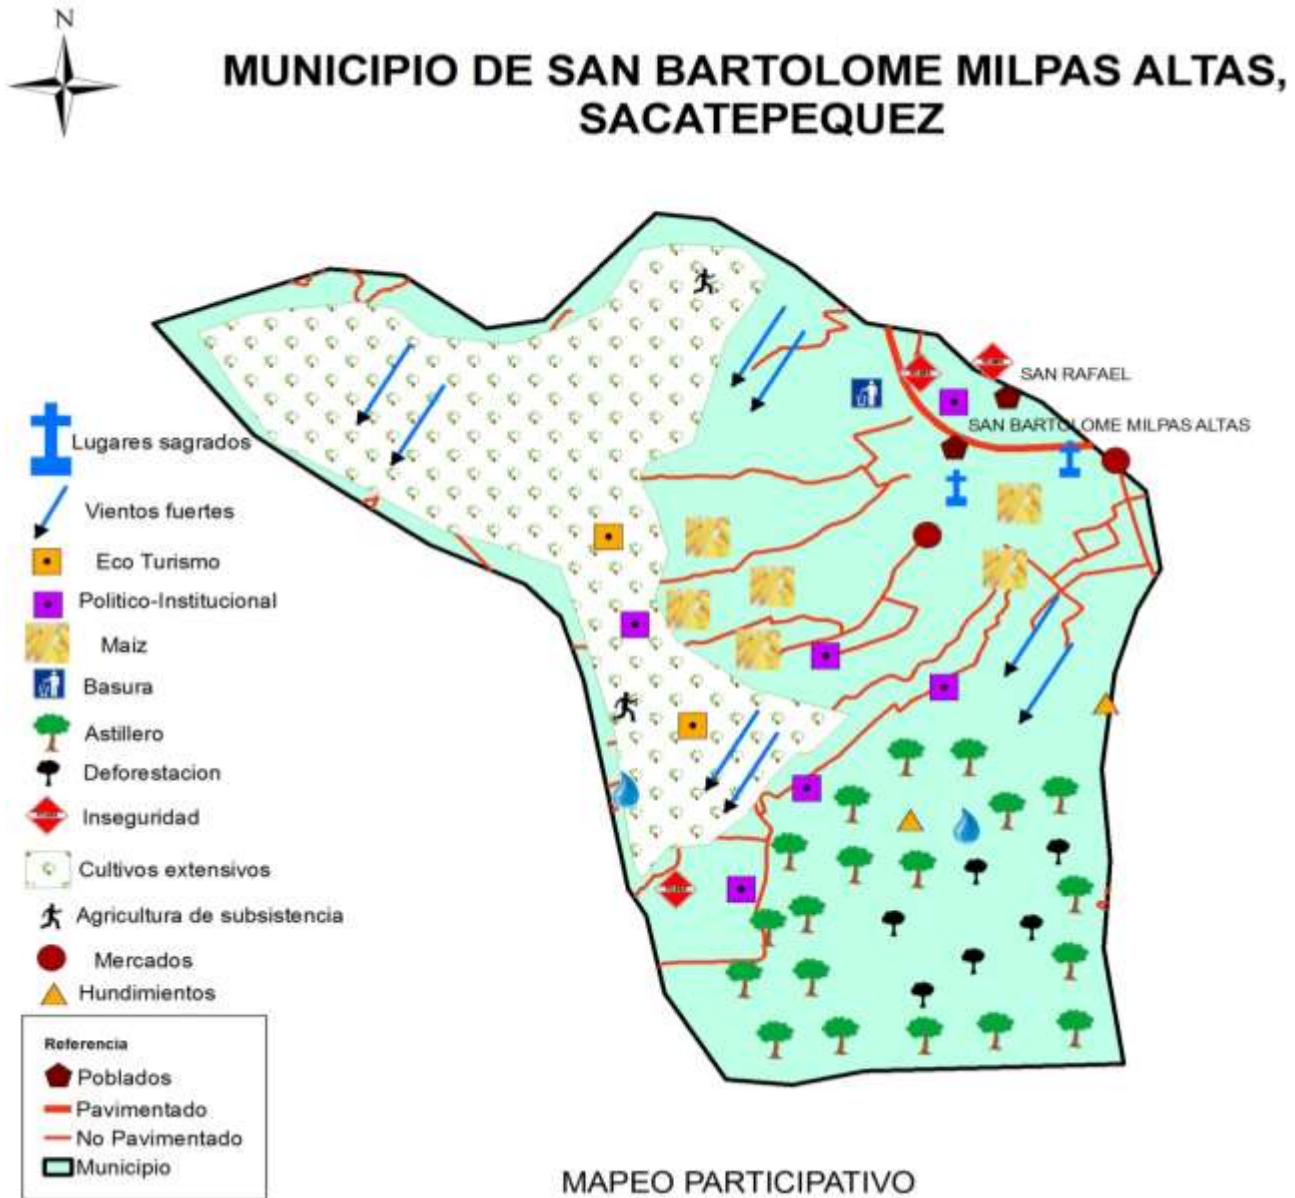 N
MUNICIPIO DE SAN BARTOLOME MILPAS ALTAS,
SACATEPEQUEZ
SAN RAFAEL
SAN BARTOLOME MILPAS ALTAS
Lugares sagrados
Vientos fuertes
Eco Turismo
Politico-Institucional
Maiz
Basura
Astillero
Deforestacion
Inseguridad
Cultivos extensivos
Agricultura de subsistencia
Mercados
Hundimientos
Referencia
Poblados
Pavimentado
No Pavimentado
Municipio
MAPEO PARTICIPATIVO